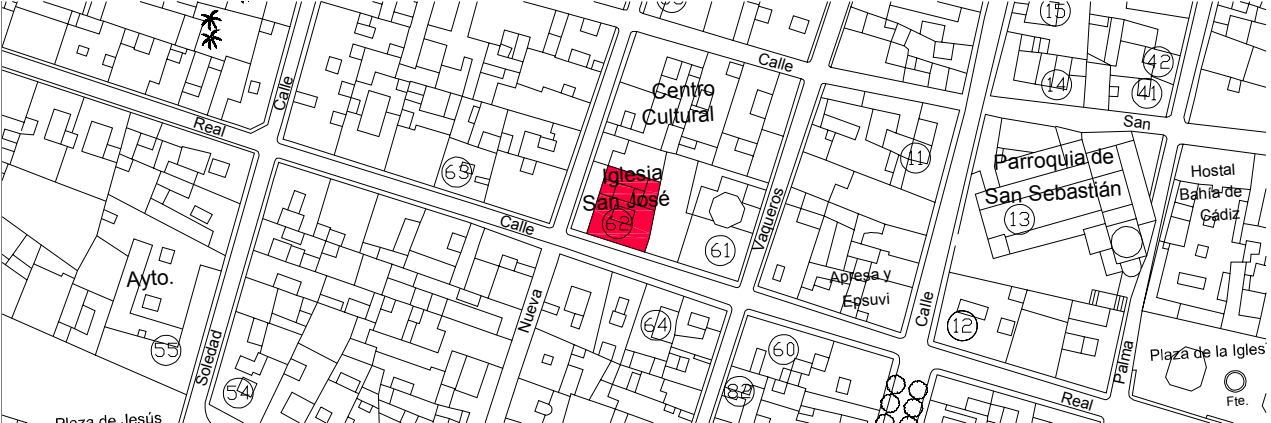 15
42
Calle
14
41
Calle
Centro
Cultural
Real
San
11
Parroquia de
San Sebastián
13
63
Iglesia
San José
62
Hostal
Bahía de
Cádiz
Calle
Vaqueros
61
Ayto.
Apresa y
Epsuvi
Nueva
Calle
64
12
55
Soledad
60
Palma
Plaza de la Igles
54
82
Real
Fte.
Plaza de Jesús